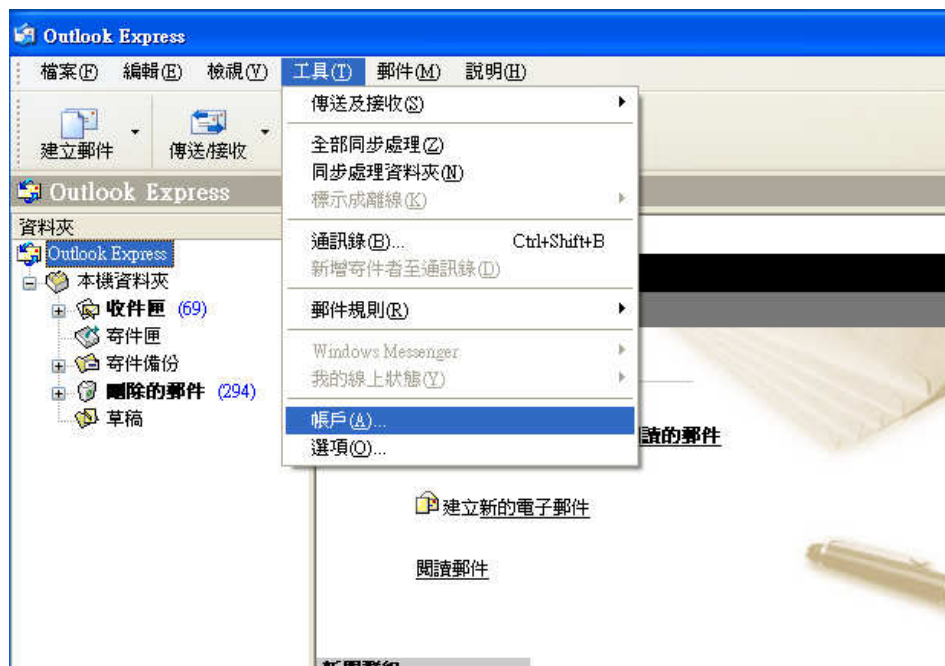 Outlook Express
檔案(F) 編輯(E) 檢視(V) 工具(T) 郵件(M) 說明(H)
建立郵件 傳送/接收
傳送及接收(S)
全部同步處理(Z)
同步處理資料夾(N)
標示成離線(K)
通訊錄(B)... Ctrl+Shift+B
新增寄件者至通訊錄(D)
郵件規則(R)
Windows Messenger
我的線上狀態(Y)
帳戶(A)...
選項(O)...
Outlook Express
資料夾
Outlook Express
本機資料夾
收件匣 (69)
寄件匣
寄件備份
刪除的郵件 (294)
草稿
讀的郵件
建立新的電子郵件
閱讀郵件